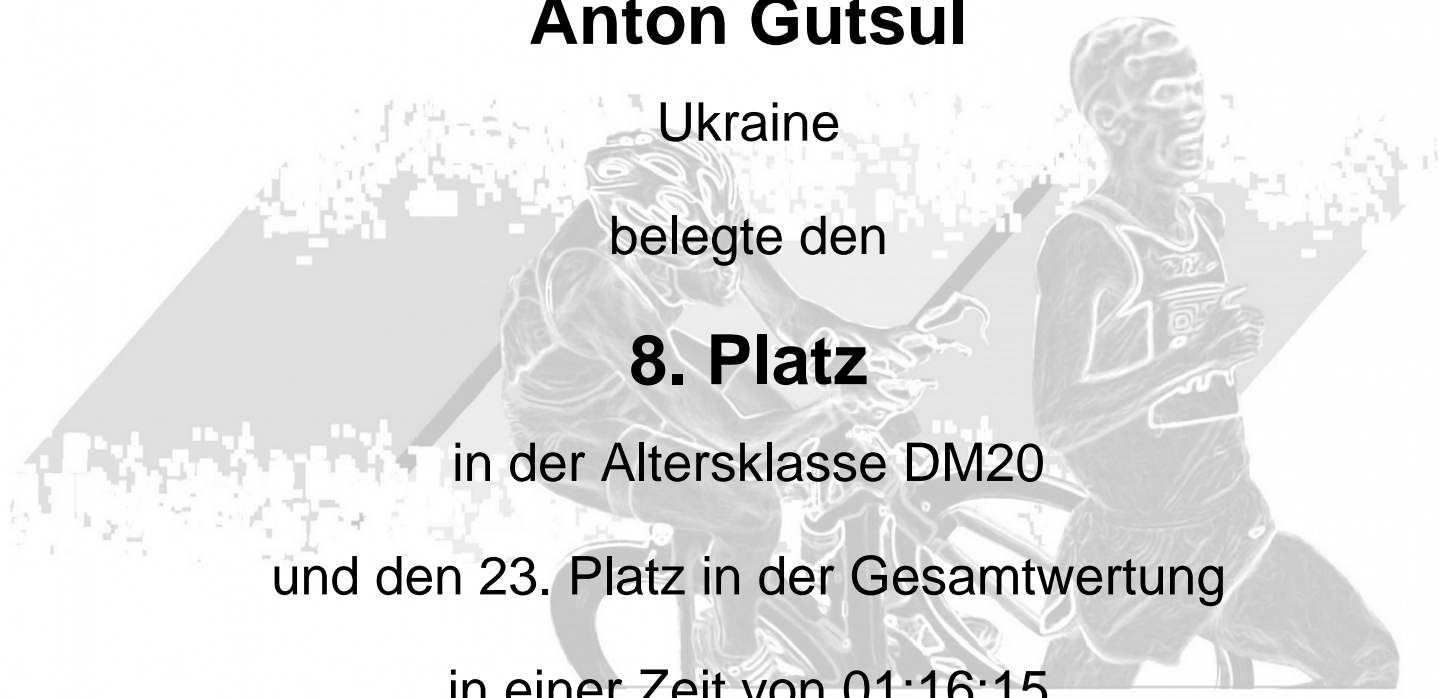 Anton Gutsul
Ukraine
belegte den
8. Platz
in der Altersklasse DM20
und den 23. Platz in der Gesamtwertung
in einer Zeit von 01:16:15